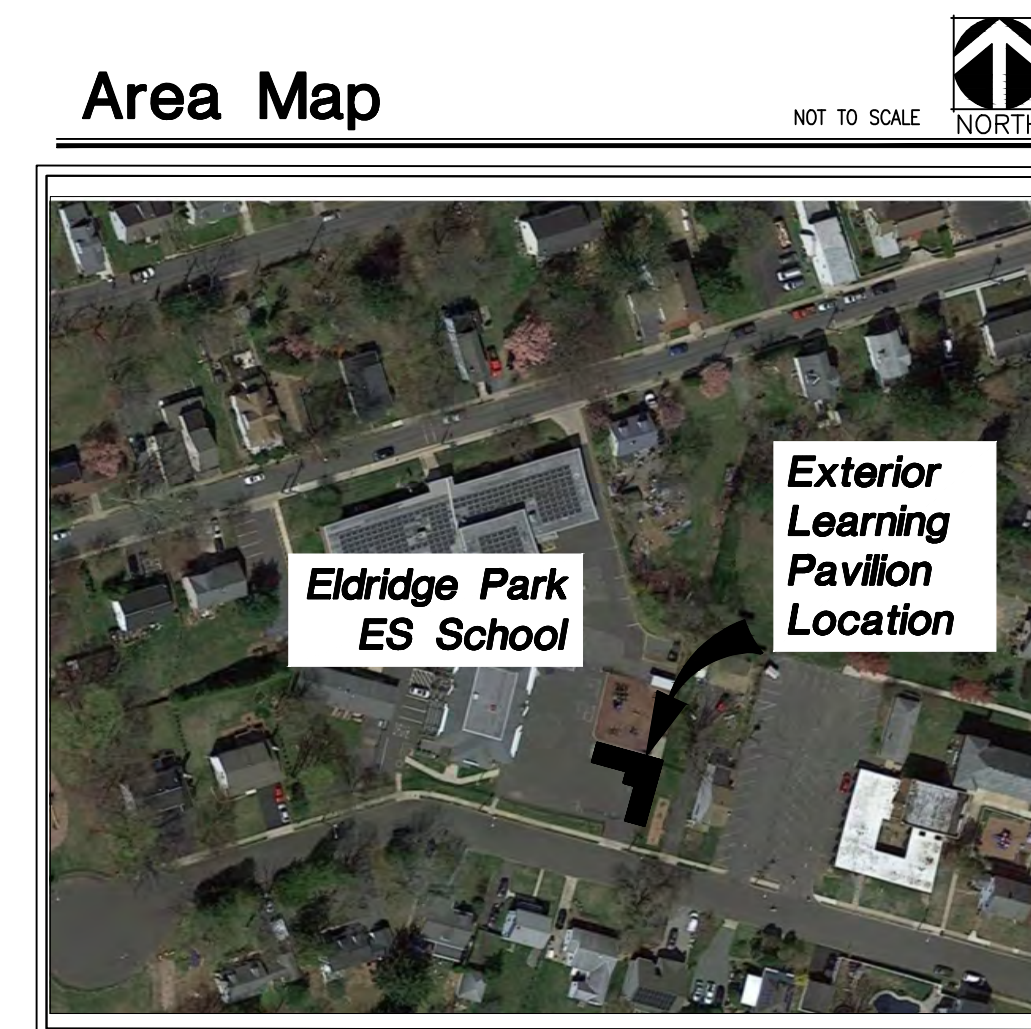 Area Map
NOT TO SCALE
NORTH
Exterior
Learning
Pavilion
Location
Eldridge Park
ES School